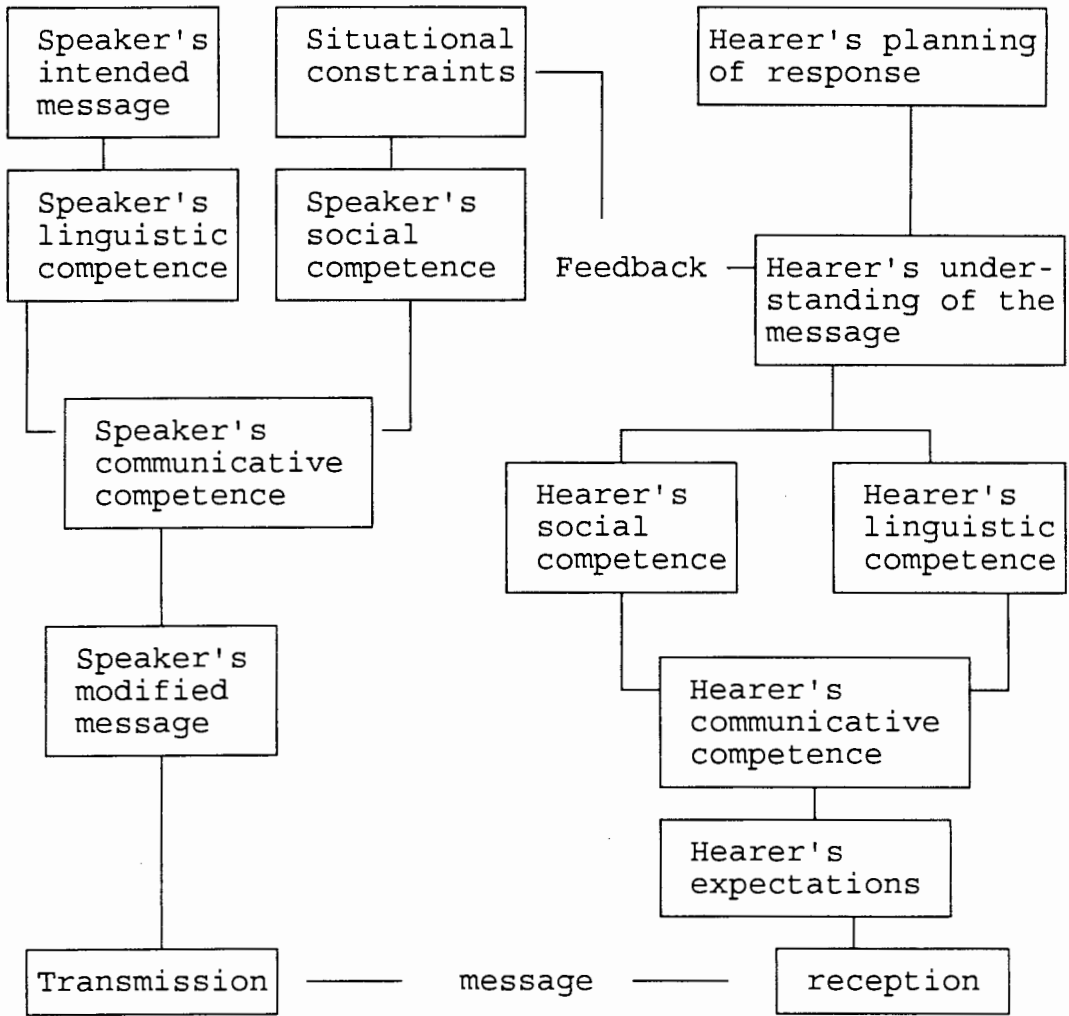 Speaker's
intended
message
Situational
constraints
Hearer's planning
of response
Speaker's
linguistic
competence
Speaker's
social
competence
Feedback
Hearer's under-
standing of the
message
Speaker's
communicative
competence
Hearer's
social
competence
Hearer's
linguistic
competence
Speaker's
modified
message
Hearer's
communicative
competence
Hearer's
expectations
Transmission
message
reception